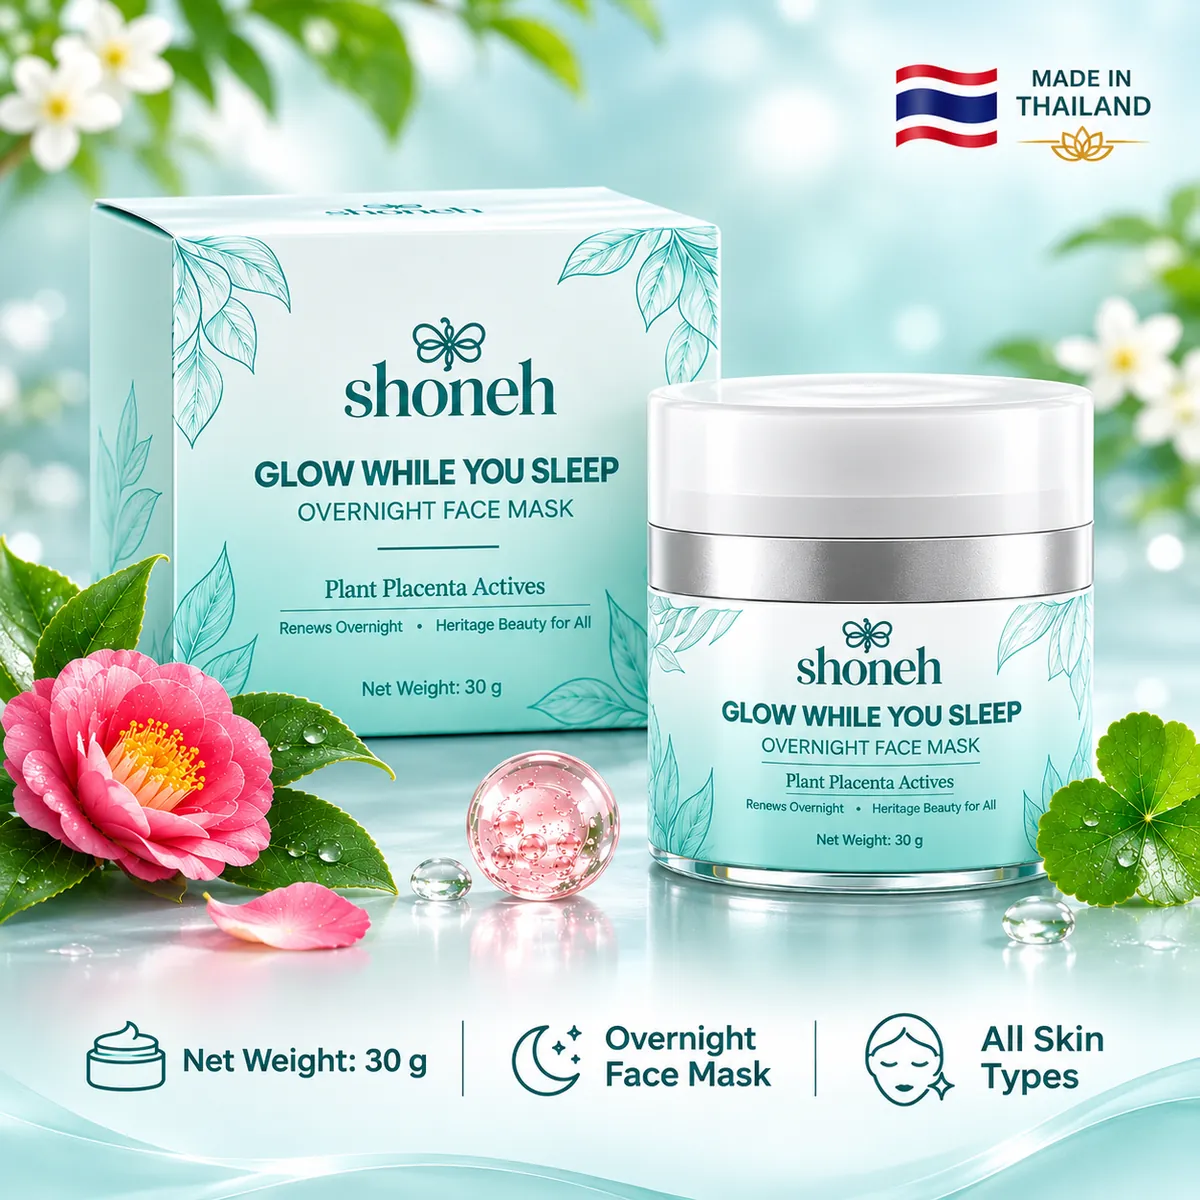 MADE IN
THAILAND
shoneh
shoneh
GLOW WHILE YOU SLEEP
OVERNIGHT FACE MASK
Plant Placenta Actives
Renews Overnight • Heritage Beauty for All
Net Weight: 30 g
shoneh
GLOW WHILE YOU SLEEP
OVERNIGHT FACE MASK
Plant Placenta Actives
Renews Overnight • Heritage Beauty for All
Net Weight: 30 g
Net Weight: 30 g
Overnight
Face Mask
All Skin
Types